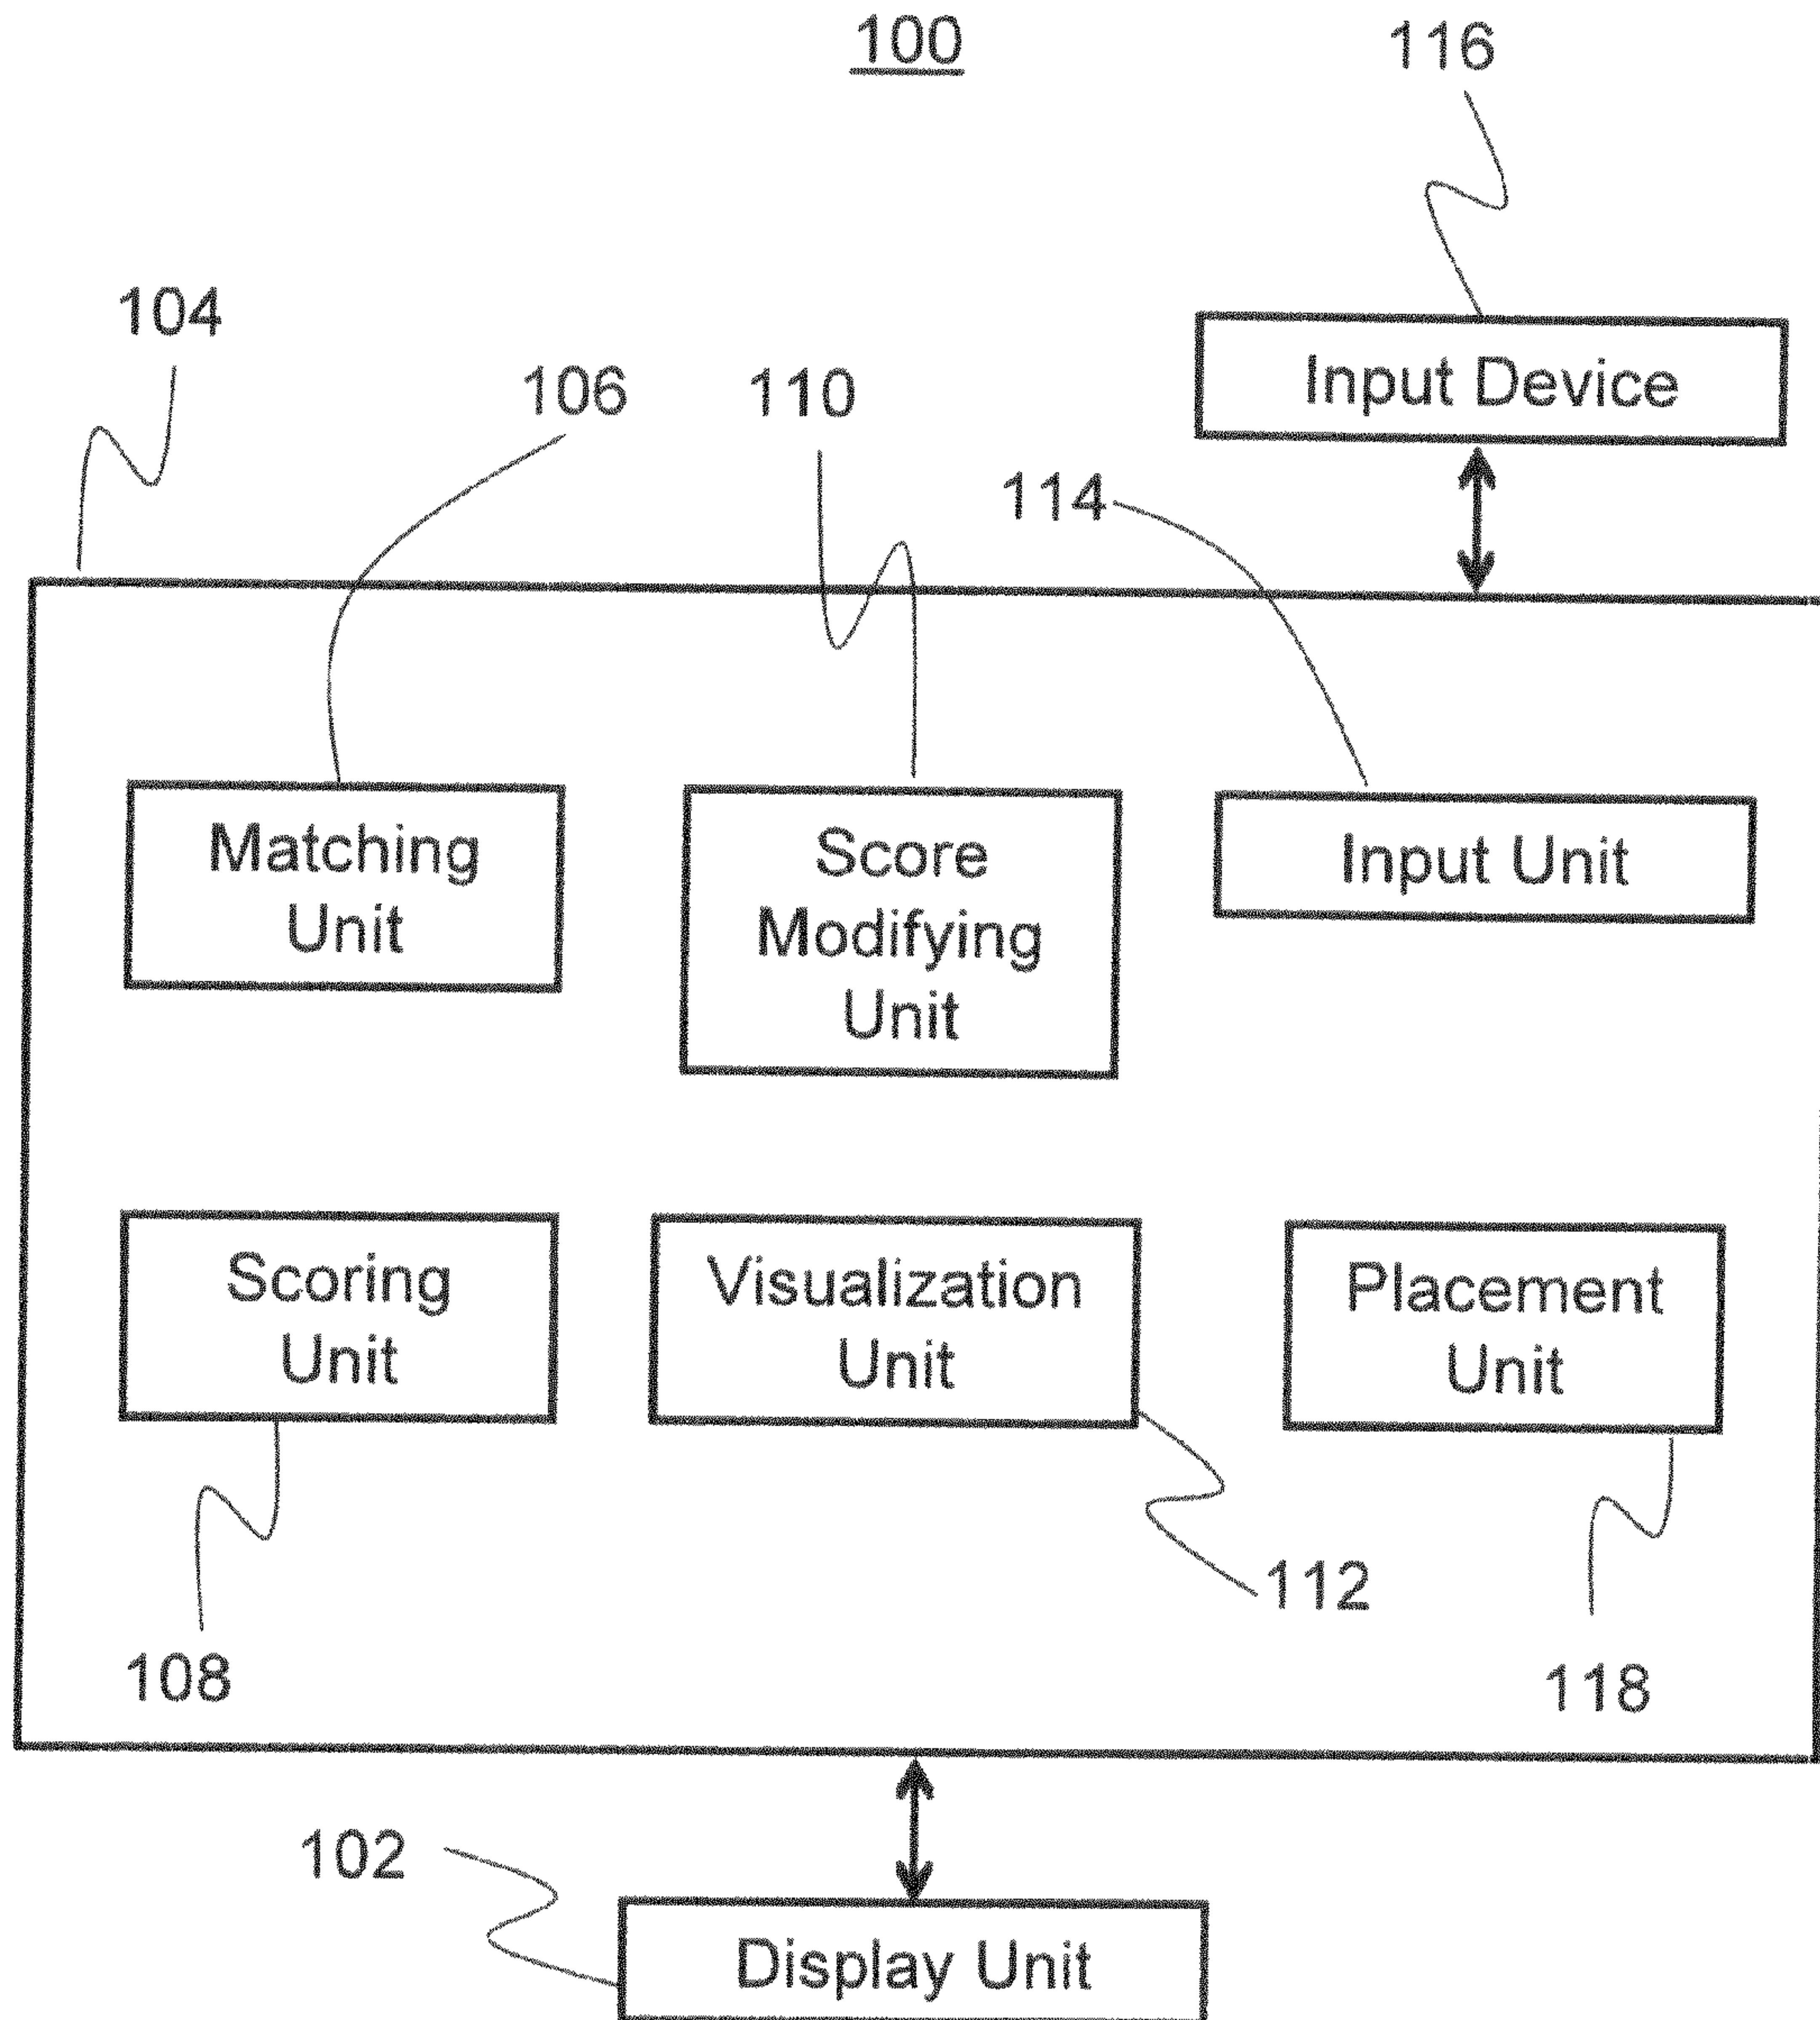 100
116
104
Input Device
106
110
114
Matching
Unit
Score
Modifying
Unit
Input Unit
Scoring
Unit
Visualization
Unit
Placement
Unit
112
108
118
102
Display Unit